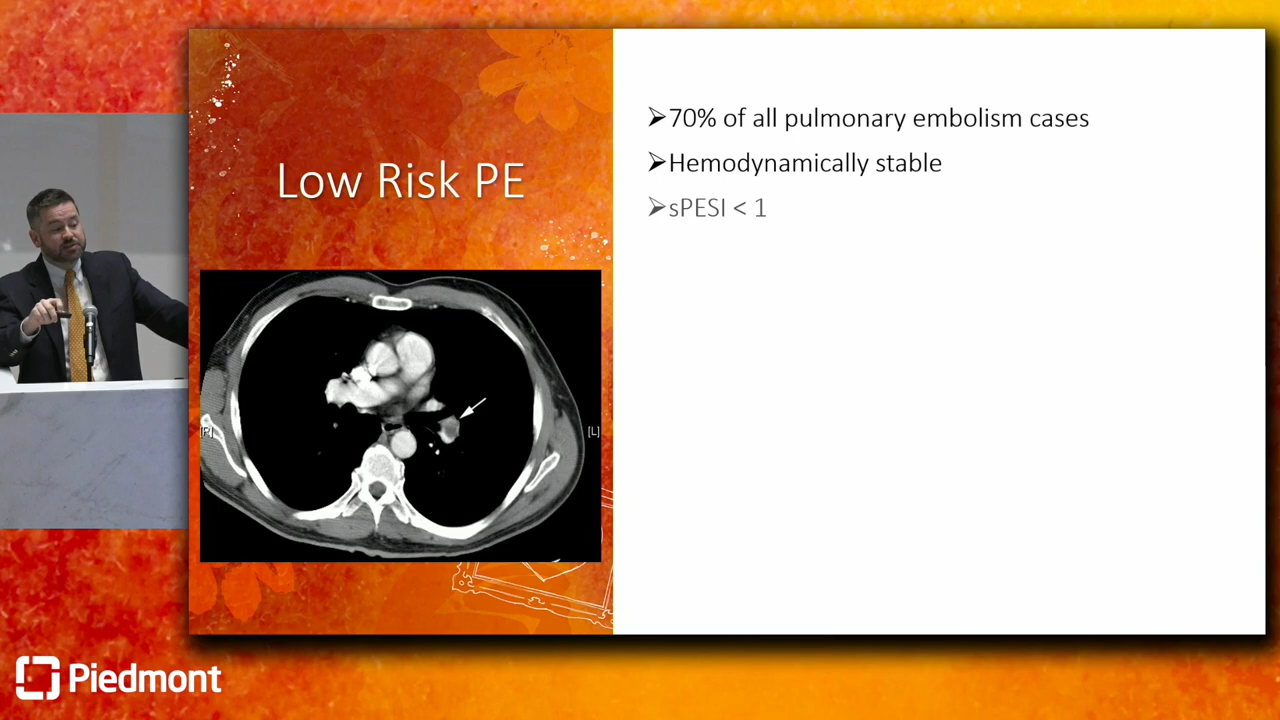 Low Risk PE
[R]
[L]
➢70% of all pulmonary embolism cases
➢Hemodynamically stable
➢sPESI < 1
Piedmont